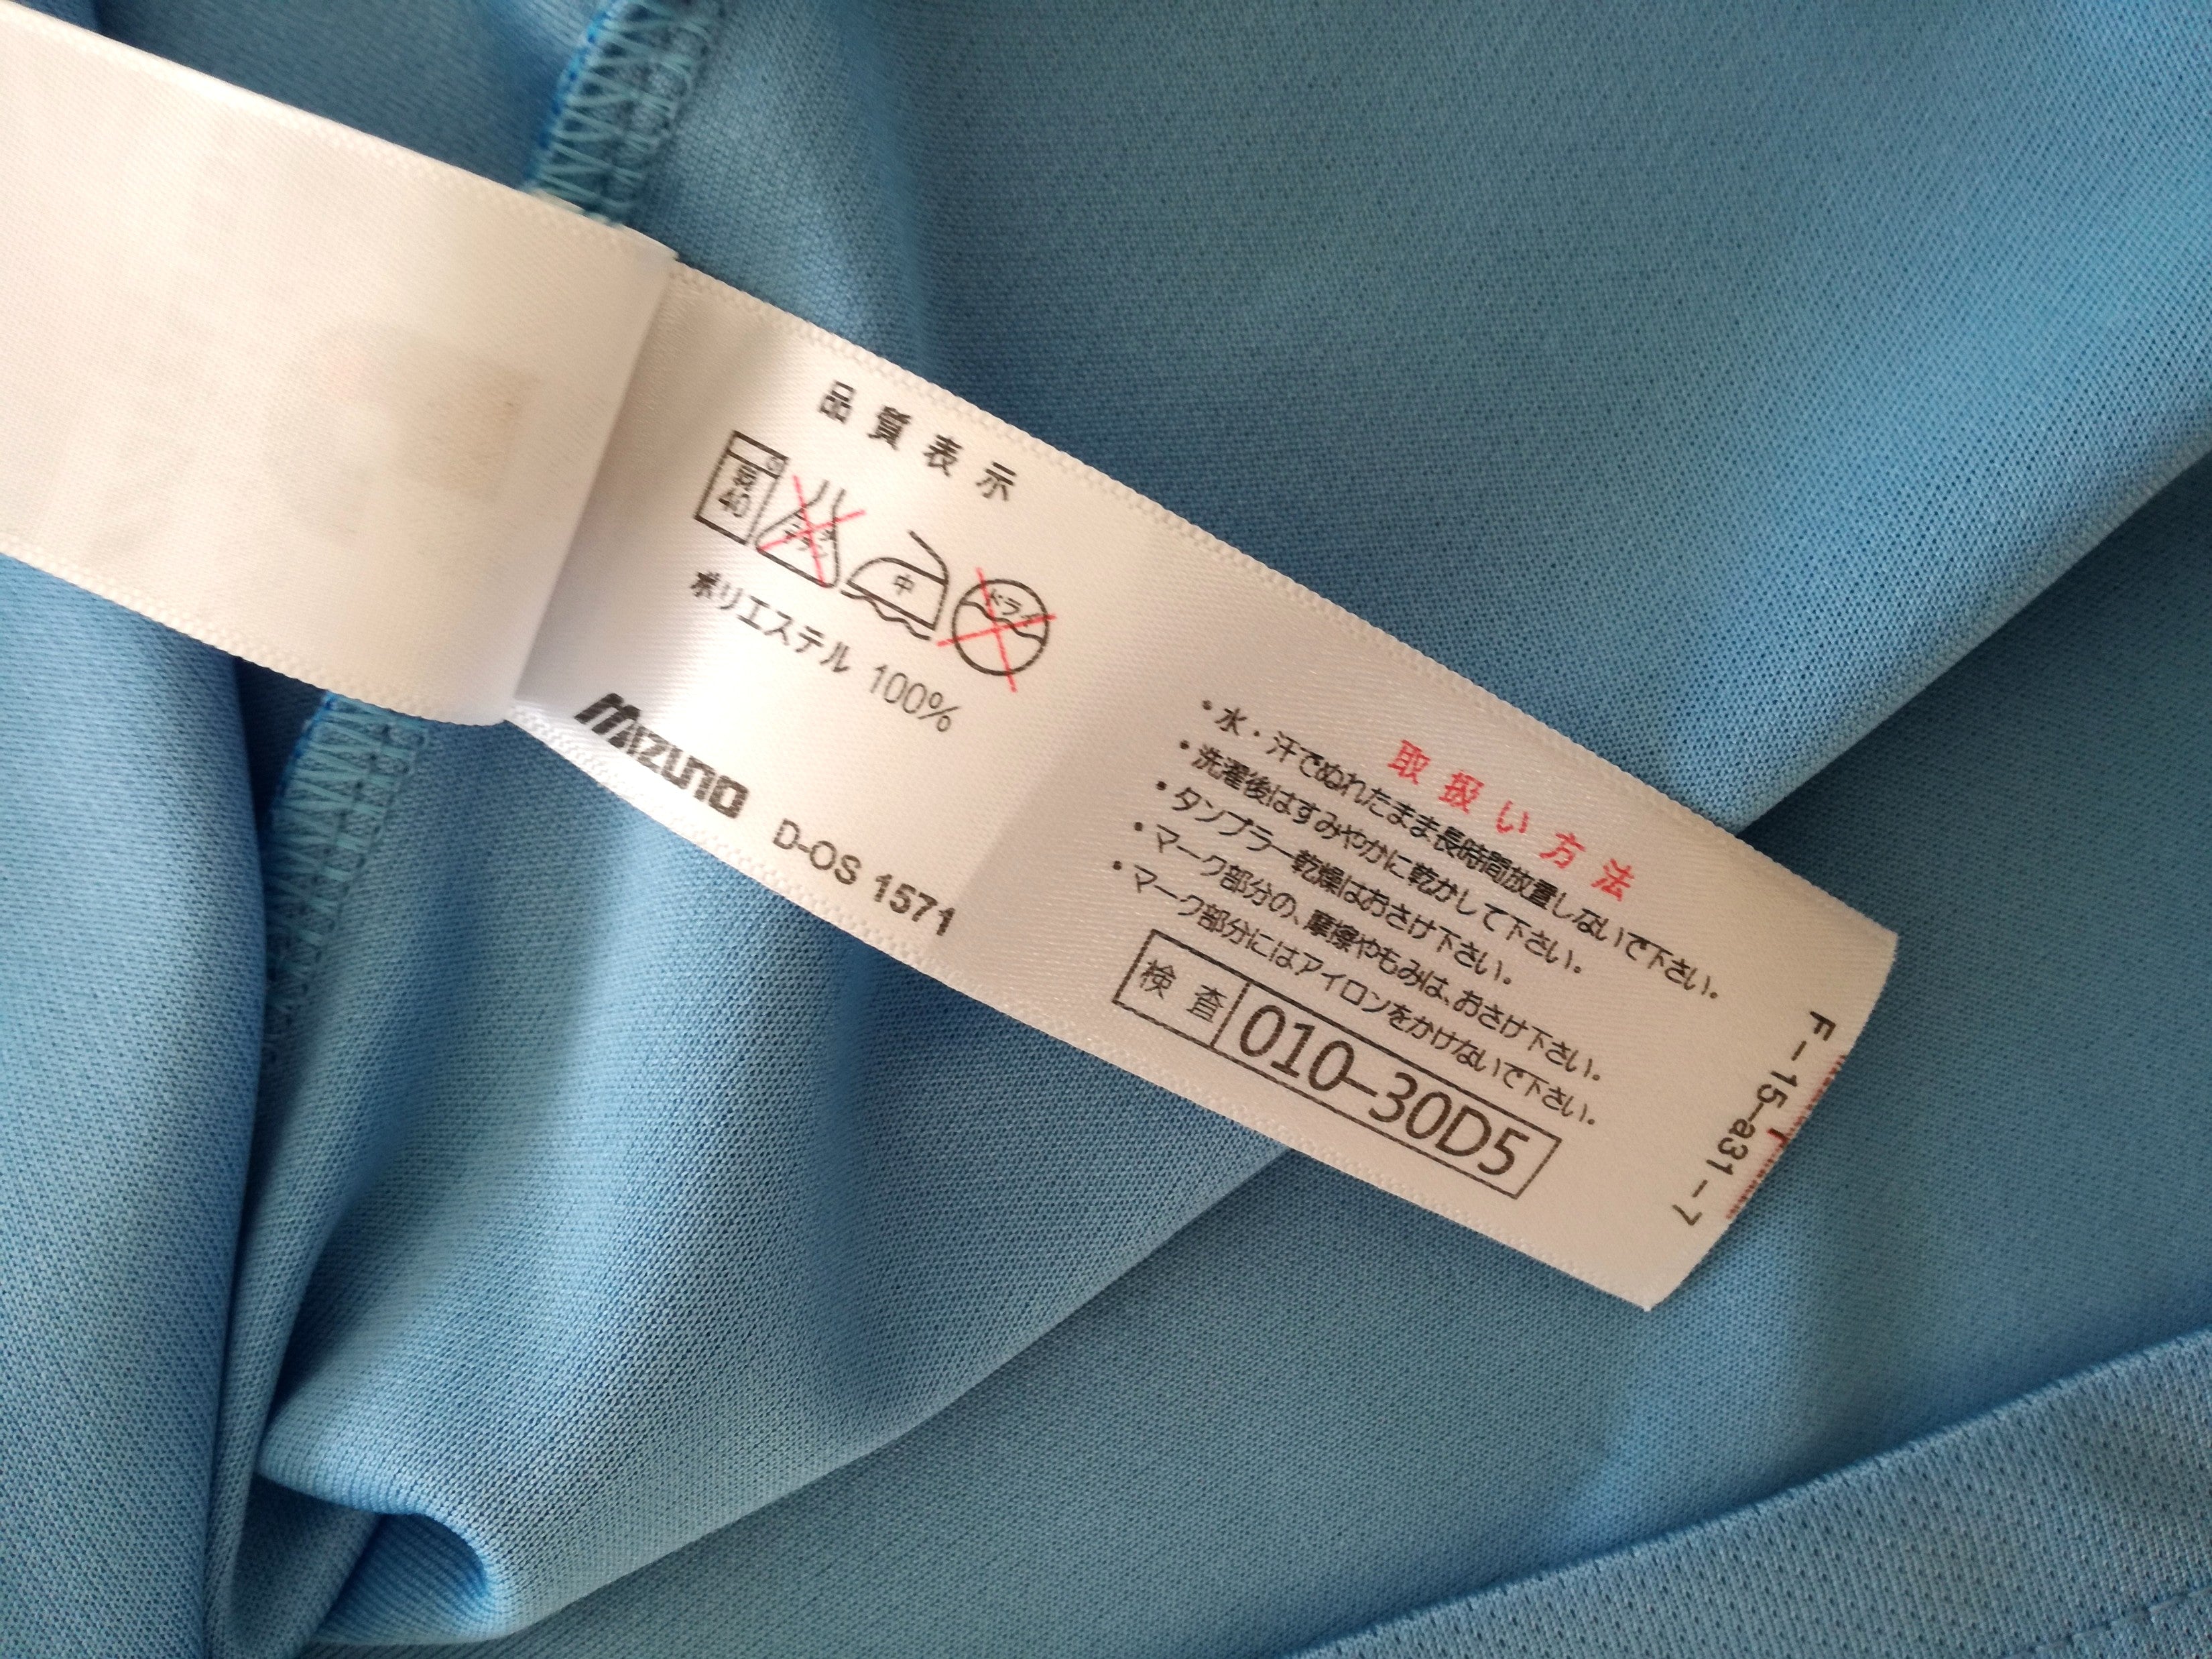 品質表示
弱
40
エンソ
サラシ
中
ドライ
ポリエステル 100%
MIZUNO D-OS 1571
取扱い方法
・水・汗でぬれたまま長時間放置しないで下さい。
・洗濯後はすみやかに乾かして下さい。
・タンブラー乾燥はおさけ下さい。
・マーク部分の、摩擦やもみは、おさけ下さい。
・マーク部分にはアイロンをかけないで下さい。
検査 010-30D5
F-15-a31-7